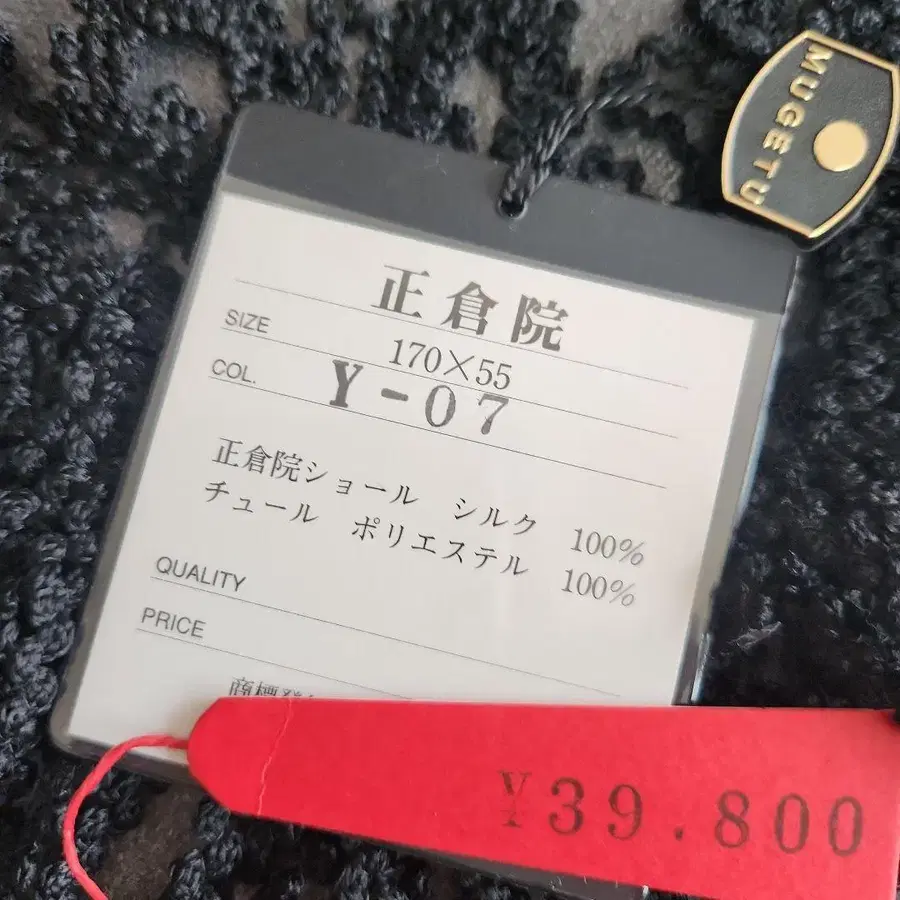 MUGETU
正倉院
SIZE 170×55
COL. Y-07
正倉院ショール シルク 100%
チュール ポリエステル 100%
QUALITY
PRICE
¥39.800